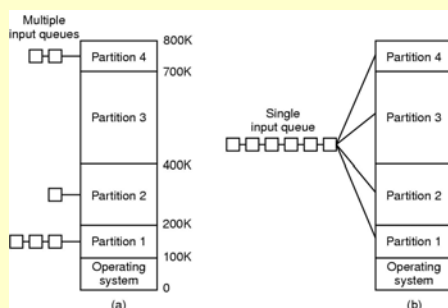 Multiple
input queues
800K
Partition 4
700K
Partition 3
400K
Partition 2
200K
Partition 1
100K
Operating
system
0
(a)
Single
input queue
Partition 4
Partition 3
Partition 2
Partition 1
Operating
system
(b)